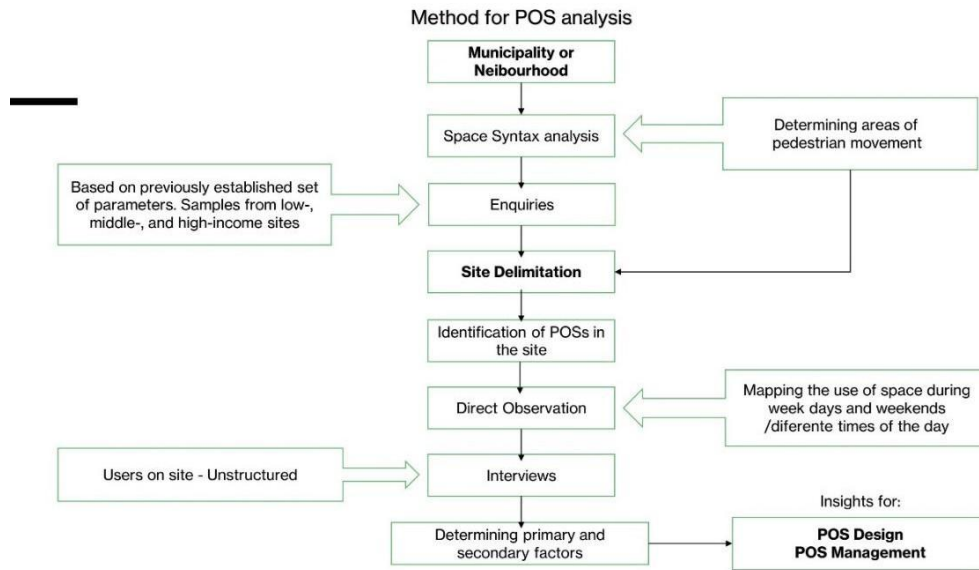 Method for POS analysis
Municipality or
Neibourhood
Space Syntax analysis
Determining areas of
pedestrian movement
Based on previously established set
of parameters. Samples from low-,
middle-, and high-income sites
Enquiries
Site Delimitation
Identification of POSs in
the site
Direct Observation
Mapping the use of space during
week days and weekends
/diferente times of the day
Users on site - Unstructured
Interviews
Determining primary and
secondary factors
Insights for:
POS Design
POS Management